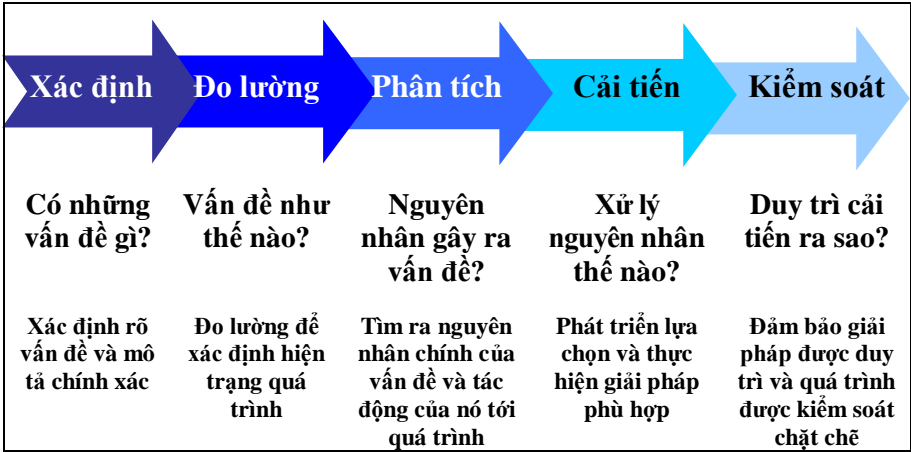 Xác định
Đo lường
Phân tích
Cải tiến
Kiểm soát
Có những
vấn đề gì?
Vấn đề như
thế nào?
Nguyên
nhân gây ra
vấn đề?
Xử lý
nguyên nhân
thế nào?
Duy trì cải
tiến ra sao?
Xác định rõ
vấn đề và mô
tả chính xác
Đo lường để
xác định hiện
trạng quá
trình
Tìm ra nguyên
nhân chính của
vấn đề và tác
động của nó tới
quá trình
Phát triển lựa
chọn và thực
hiện giải pháp
phù hợp
Đảm bảo giải
pháp được duy
trì và quá trình
được kiểm soát
chặt chẽ